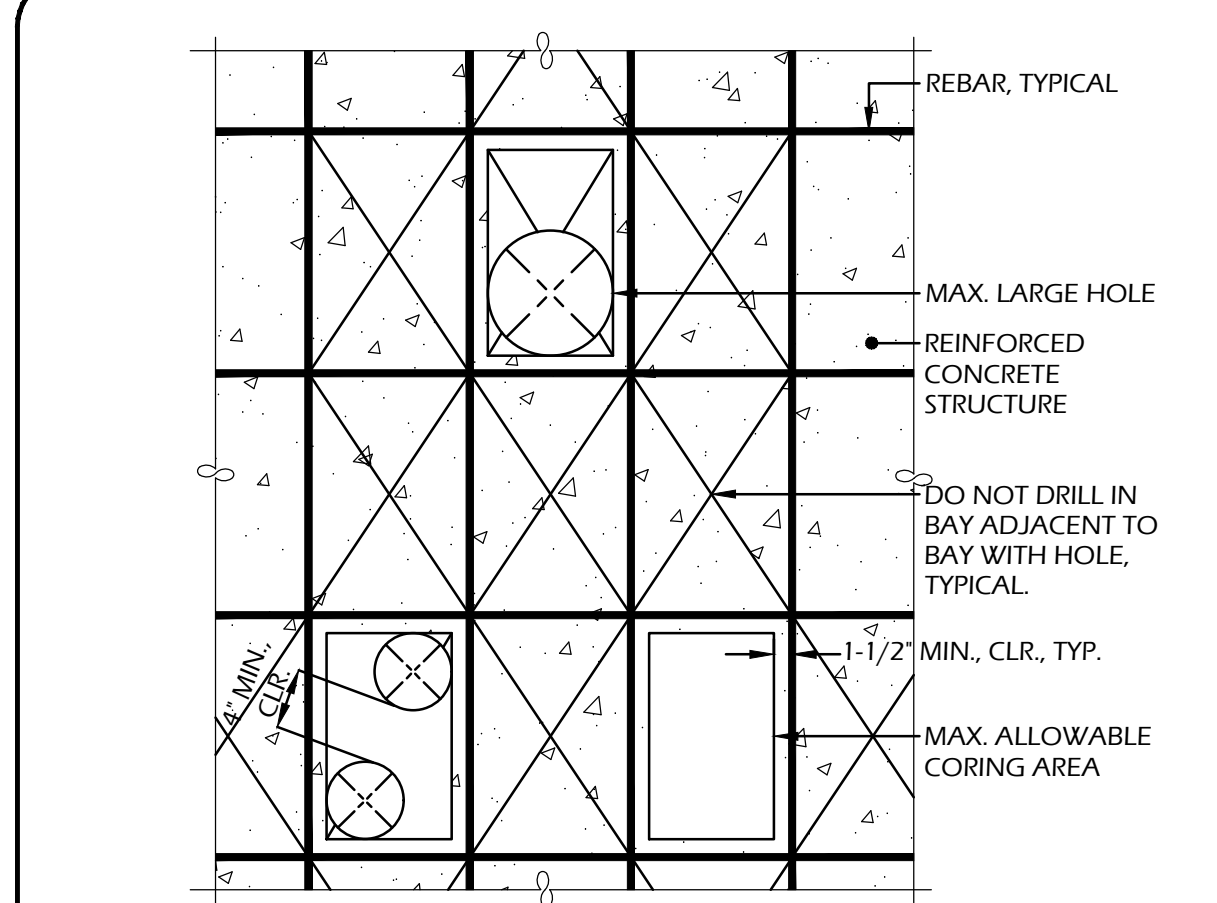 REBAR, TYPICAL
MAX. LARGE HOLE
REINFORCED
CONCRETE
STRUCTURE
DO NOT DRILL IN
BAY ADJACENT TO
BAY WITH HOLE,
TYPICAL.
4" MIN.,
CLR.
1-1/2" MIN., CLR., TYP.
MAX. ALLOWABLE
CORING AREA